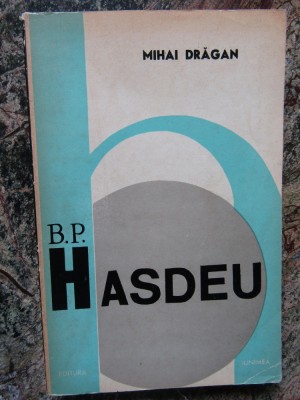 MIHAI DRĂGAN
B.P.
HASDEU
EDITURA JUNIMEA